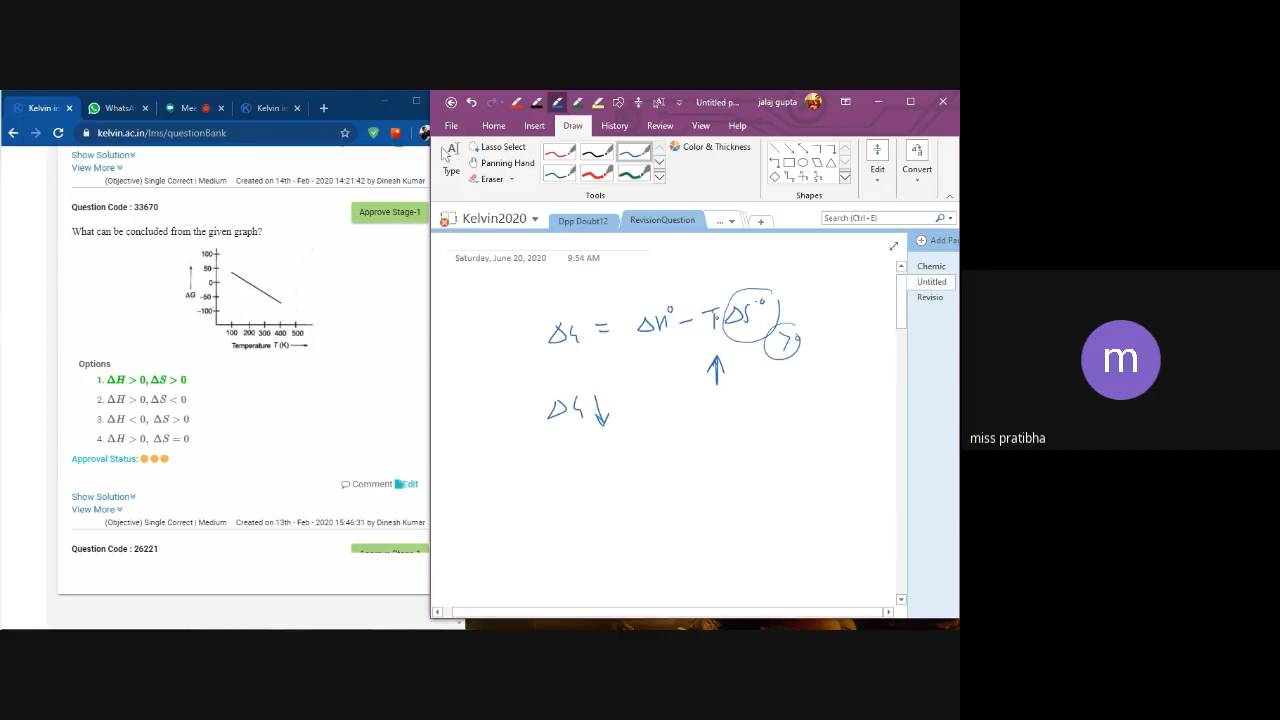 Kelvin in
WhatsA
Mee
Kelvin in
kelvin.ac.in/lms/questionBank
Show Solution
View More
(Objective) Single Correct | Medium Created on 14th - Feb - 2020 14:21:42 by Dinesh Kumar
Question Code : 33670
Approve Stage-1
What can be concluded from the given graph?
100
50
0
-50
-100
ΔG
100 200 300 400 500
Temperature T (K)
Options
1. ΔH > 0, ΔS > 0
2. ΔH > 0, ΔS < 0
3. ΔH < 0, ΔS > 0
4. ΔH > 0, ΔS = 0
Approval Status:
Comment Edit
Show Solution
View More
(Objective) Single Correct | Medium Created on 13th - Feb - 2020 15:46:31 by Dinesh Kumar
Question Code : 26221
Untitled p... jalaj gupta
File Home Insert Draw History Review View Help
Type
Lasso Select
Panning Hand
Eraser
Tools
Color & Thickness
Shapes
Edit
Convert
Kelvin2020
Dpp Doubt12
RevisionQuestion
...
Search (Ctrl+E)
Add Pa
Chemic
Untitled
Revisio
Saturday, June 20, 2020 9:54 AM
ΔG = ΔH° - TΔS° >0
ΔG ↓
m
miss pratibha